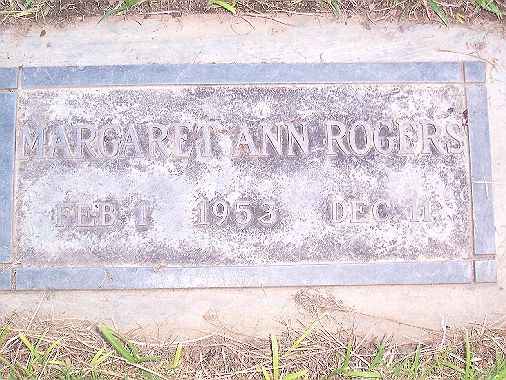 MARGARET ANN ROGERS
FEB 1 1953 DEC 11